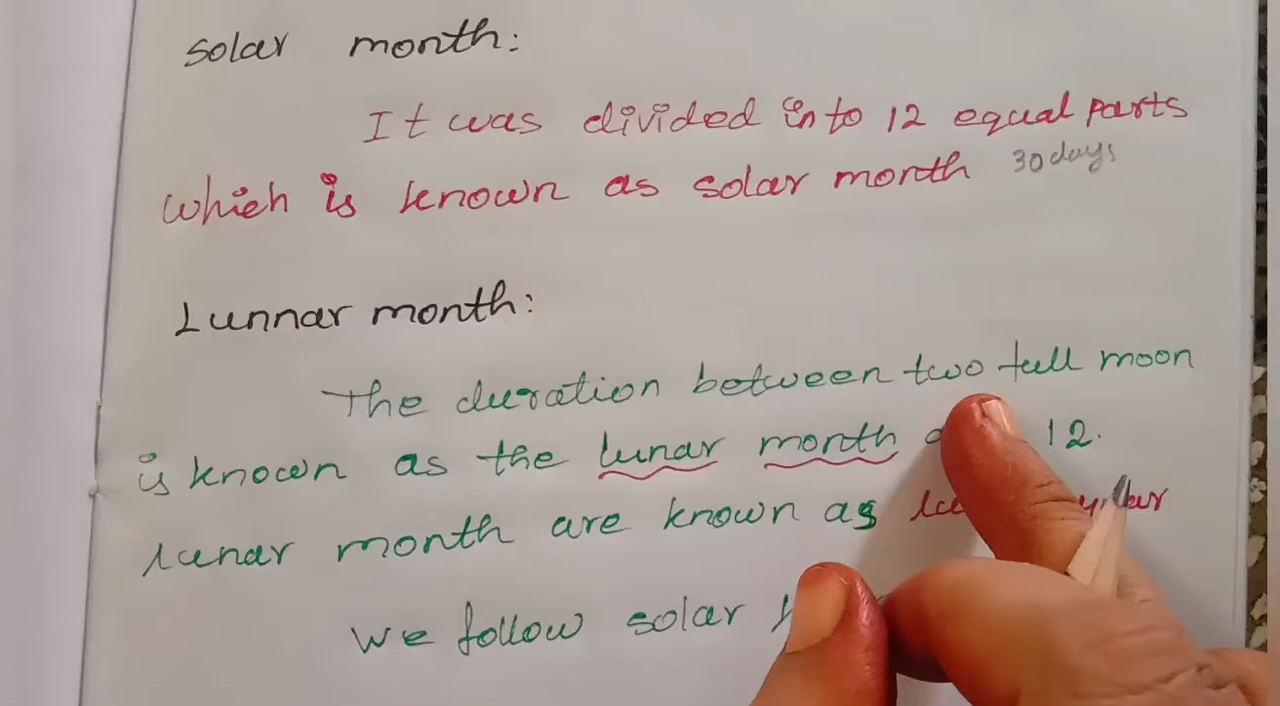 solar month:
It was divided in to 12 equal parts
which is known as solar month 30 days
Lunnar month:
The duration between two full moon
is known as the lunar month 12.
lunar month are known as
We follow solar